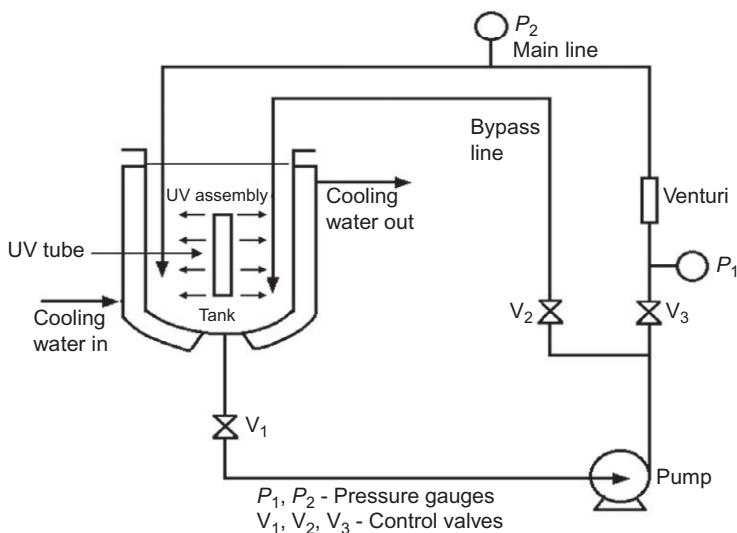 P2
Main line
Bypass
line
UV assembly
Cooling
water out
Venturi
UV tube
P1
Cooling
water in
Tank
V2
V3
V1
Pump
P1, P2 - Pressure gauges
V1, V2, V3 - Control valves